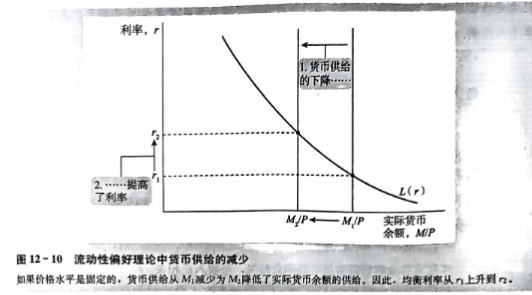 利率，r
1. 货币供给
的下降……
r₂
r₁
2. ……提高
了利率
L（r）
M₂/P
M₁/P
实际货币
余额，M/P
图 12－10 流动性偏好理论中货币供给的减少
如果价格水平是固定的，货币供给从 M₁减少为 M₂降低了实际货币余额的供给，因此，均衡利率从 r₁上升到 r₂。